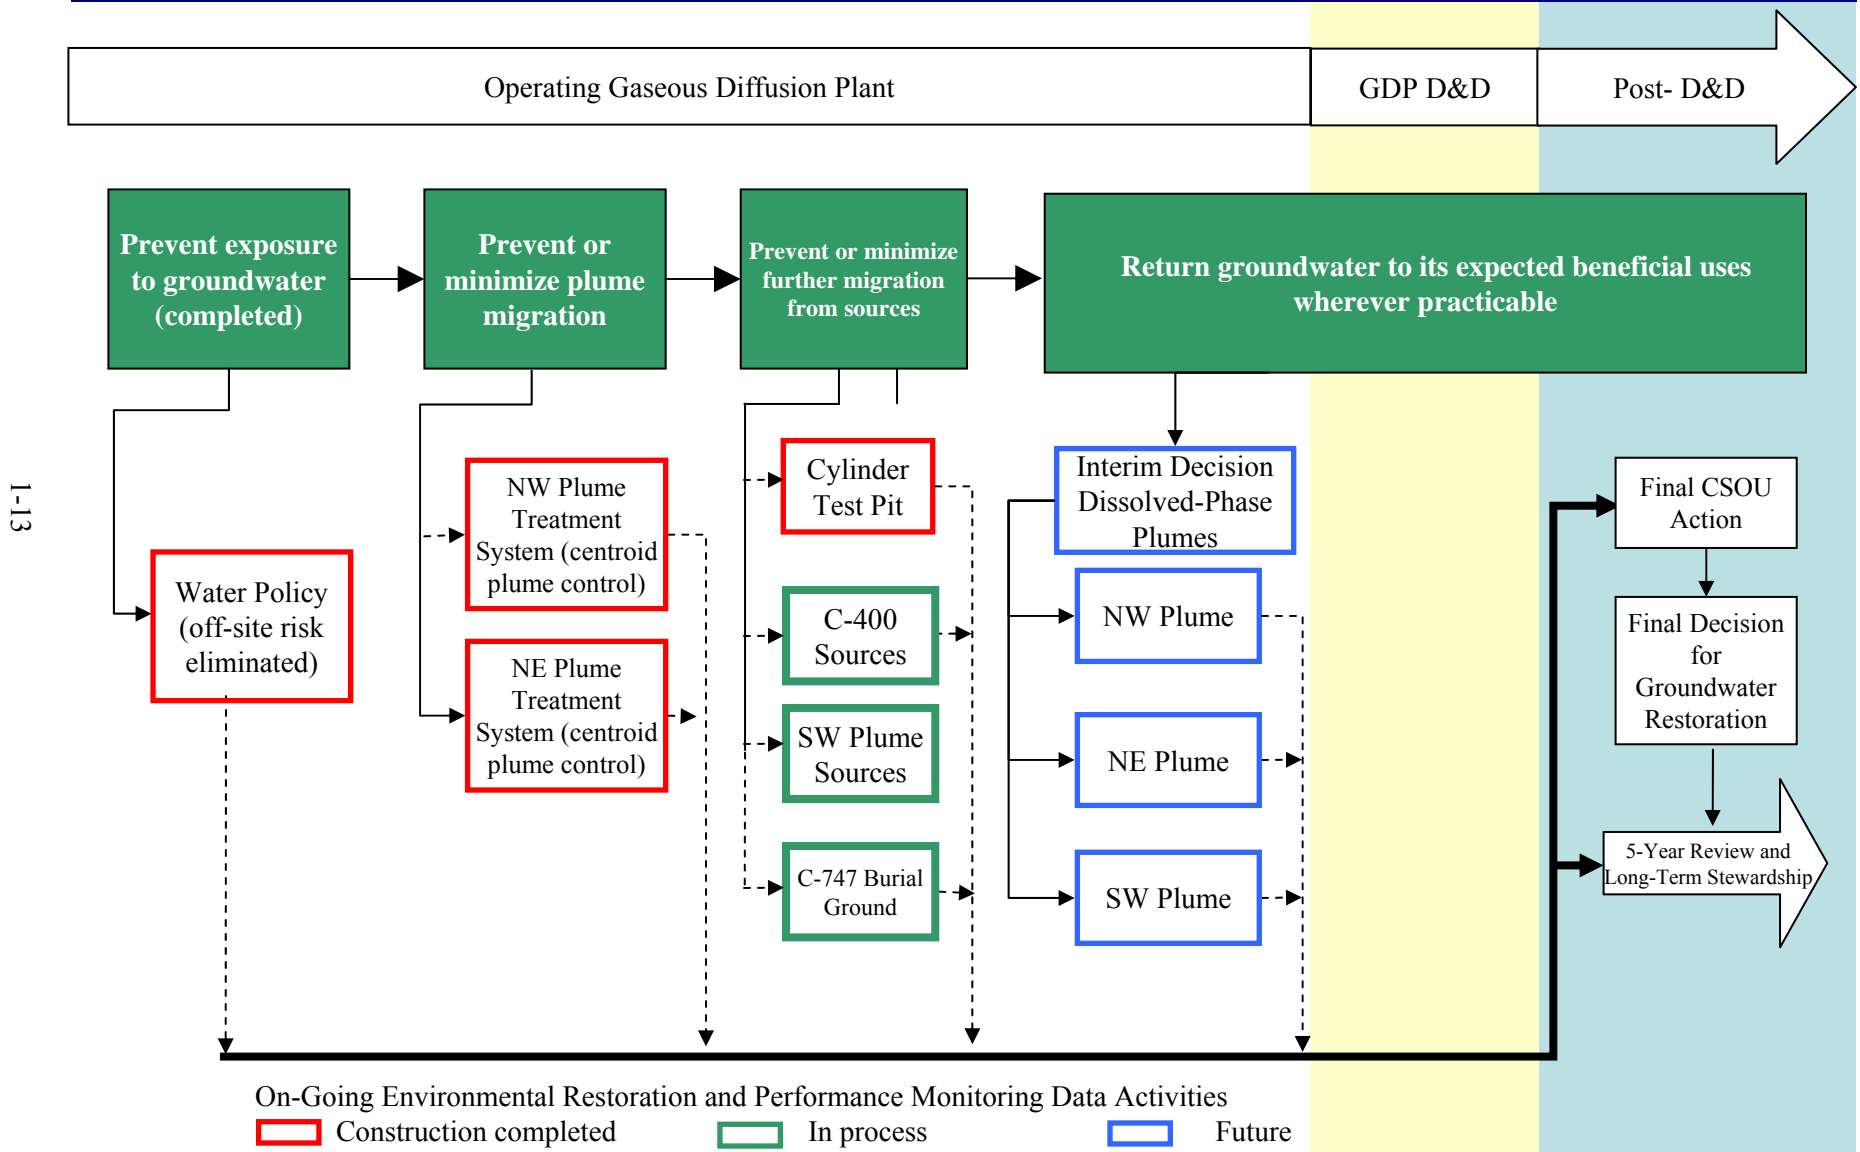 Operating Gaseous Diffusion Plant
GDP D&D
Post- D&D
Prevent exposure
to groundwater
(completed)
Prevent or
minimize plume
migration
Prevent or minimize
further migration
from sources
Return groundwater to its expected beneficial uses
wherever practicable
Water Policy
(off-site risk
eliminated)
NW Plume
Treatment
System (centroid
plume control)
NE Plume
Treatment
System (centroid
plume control)
Cylinder
Test Pit
C-400
Sources
SW Plume
Sources
C-747 Burial
Ground
Interim Decision
Dissolved-Phase
Plumes
NW Plume
NE Plume
SW Plume
Final CSOU
Action
Final Decision
for
Groundwater
Restoration
5-Year Review and
Long-Term Stewardship
1-13
On-Going Environmental Restoration and Performance Monitoring Data Activities
Construction completed
In process
Future